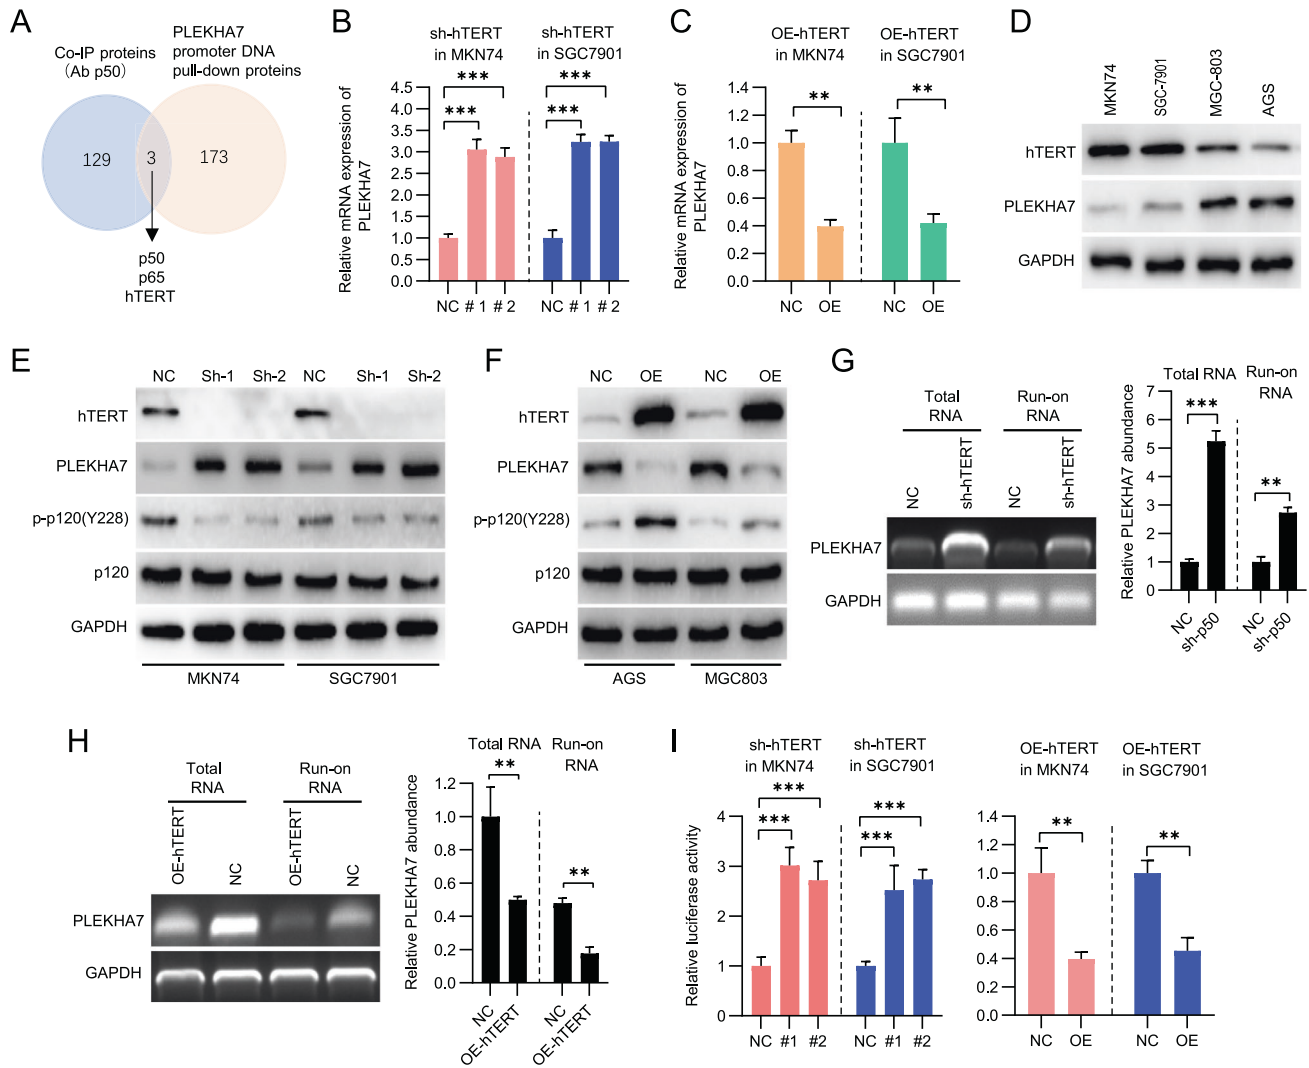 A
Co-IP proteins
(Ab p50)
PLEKHA7
promoter DNA
pull-down proteins
129
3
173
p50
p65
hTERT
B
sh-hTERT
in MKN74
sh-hTERT
in SGC7901
Relative mRNA expression of
PLEKHA7
4.5
4.0
3.5
3.0
2.5
2.0
1.5
1.0
0.5
0.0
***
***
***
***
NC # 1 # 2
NC # 1 # 2
C
OE-hTERT
in MKN74
OE-hTERT
in SGC7901
Relative mRNA expression of
PLEKHA7
1.4
1.2
1.0
0.8
0.6
0.4
0.2
0.0
**
**
NC OE
NC OE
D
MKN74
SGC-7901
MGC-803
AGS
hTERT
PLEKHA7
GAPDH
E
NC Sh-1 Sh-2 NC Sh-1 Sh-2
hTERT
PLEKHA7
p-p120(Y228)
p120
GAPDH
MKN74 SGC7901
F
NC OE NC OE
hTERT
PLEKHA7
p-p120(Y228)
p120
GAPDH
AGS MGC803
G
Total
RNA
Run-on
RNA
NC
sh-hTERT
NC
sh-hTERT
PLEKHA7
GAPDH
Total RNA
Run-on
RNA
Relative PLEKHA7 abundance
7
6
5
4
3
2
1
0
***
**
NC
sh-p50
NC
sh-p50
H
Total
RNA
Run-on
RNA
OE-hTERT
NC
OE-hTERT
NC
PLEKHA7
GAPDH
Total RNA
Run-on
RNA
Relative PLEKHA7 abundance
1.2
1.0
0.8
0.6
0.4
0.2
0.0
**
**
NC
OE-hTERT
NC
OE-hTERT
I
sh-hTERT
in MKN74
sh-hTERT
in SGC7901
Relative luciferase activity
4
3
2
1
0
***
***
***
***
NC #1 #2
NC #1 #2
OE-hTERT
in MKN74
OE-hTERT
in SGC7901
1.4
1.2
1.0
0.8
0.6
0.4
0.2
0.0
**
**
NC OE
NC OE